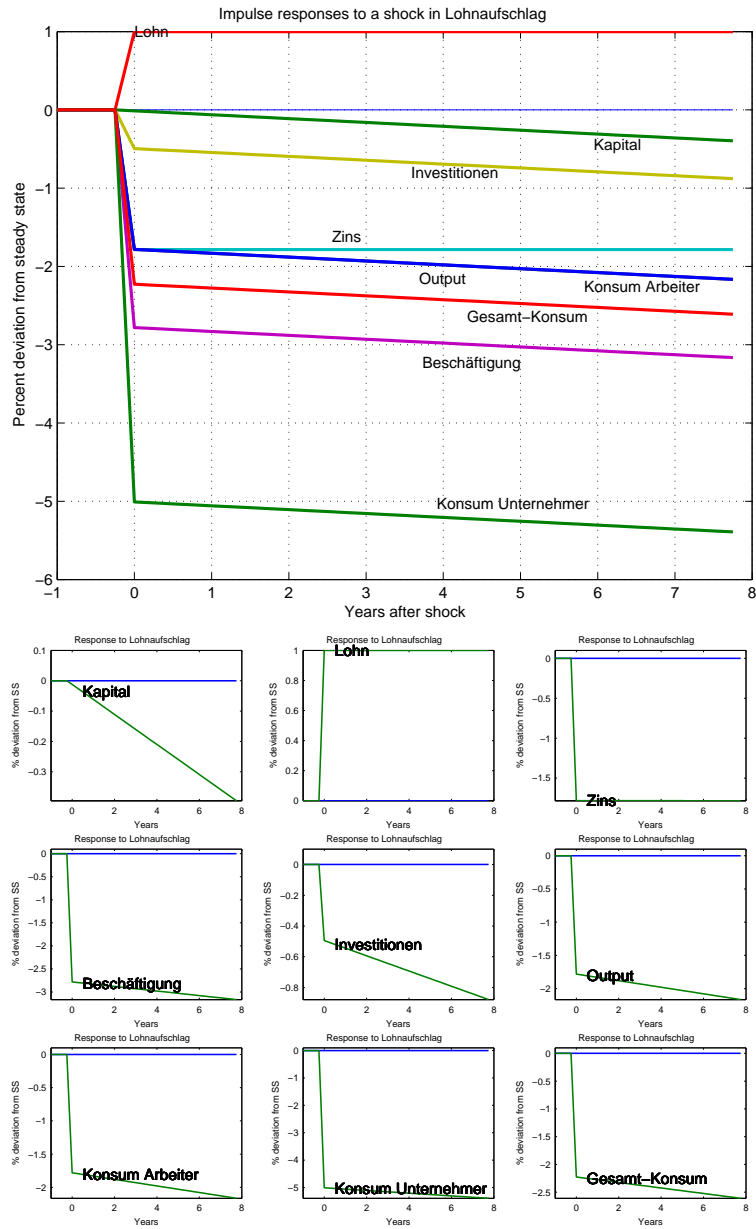 Impulse responses to a shock in Lohnaufschlag
Percent deviation from steady state
1
0
−1
−2
−3
−4
−5
−6
Lohn
Kapital
Investitionen
Zins
Output
Konsum Arbeiter
Gesamt−Konsum
Beschäftigung
Konsum Unternehmer
−1 0 1 2 3 4 5 6 7 8
Years after shock
Response to Lohnaufschlag
% deviation from SS
0.1
0
−0.1
−0.2
−0.3
Kapital
0 2 4 6 8
Years
Response to Lohnaufschlag
% deviation from SS
1
0.8
0.6
0.4
0.2
0
Lohn
0 2 4 6 8
Years
Response to Lohnaufschlag
% deviation from SS
0
−0.5
−1
−1.5
Zins
0 2 4 6 8
Years
Response to Lohnaufschlag
% deviation from SS
0
−0.5
−1
−1.5
−2
−2.5
−3
Beschäftigung
0 2 4 6 8
Years
Response to Lohnaufschlag
% deviation from SS
0
−0.2
−0.4
−0.6
−0.8
Investitionen
0 2 4 6 8
Years
Response to Lohnaufschlag
% deviation from SS
0
−0.5
−1
−1.5
−2
Output
0 2 4 6 8
Years
Response to Lohnaufschlag
% deviation from SS
0
−0.5
−1
−1.5
−2
Konsum Arbeiter
0 2 4 6 8
Years
Response to Lohnaufschlag
% deviation from SS
0
−1
−2
−3
−4
−5
Konsum Unternehmer
0 2 4 6 8
Years
Response to Lohnaufschlag
% deviation from SS
0
−0.5
−1
−1.5
−2
−2.5
Gesamt−Konsum
0 2 4 6 8
Years